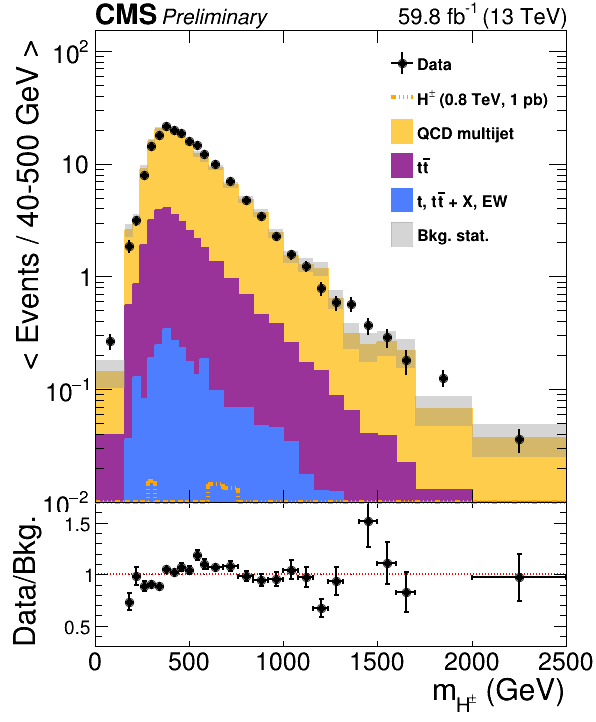 CMS Preliminary 59.8 fb⁻¹ (13 TeV)
< Events / 40-500 GeV >
10²
10
1
10⁻¹
10⁻²
Data
H± (0.8 TeV, 1 pb)
QCD multijet
tt̄
t, tt̄ + X, EW
Bkg. stat.
Data/Bkg.
1.5
1
0.5
0 500 1000 1500 2000 2500
m_H± (GeV)